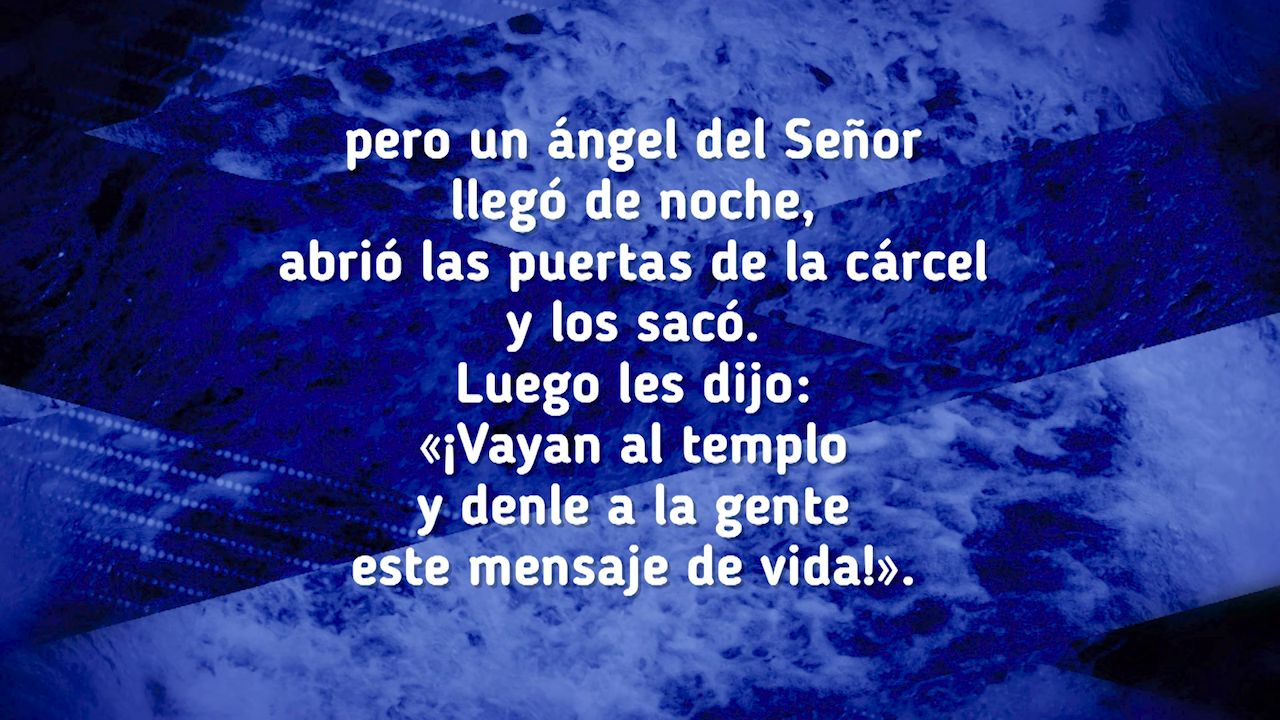 pero un ángel del Señor
llegó de noche,
abrió las puertas de la cárcel
y los sacó.
Luego les dijo:
«¡Vayan al templo
y denle a la gente
este mensaje de vida!».